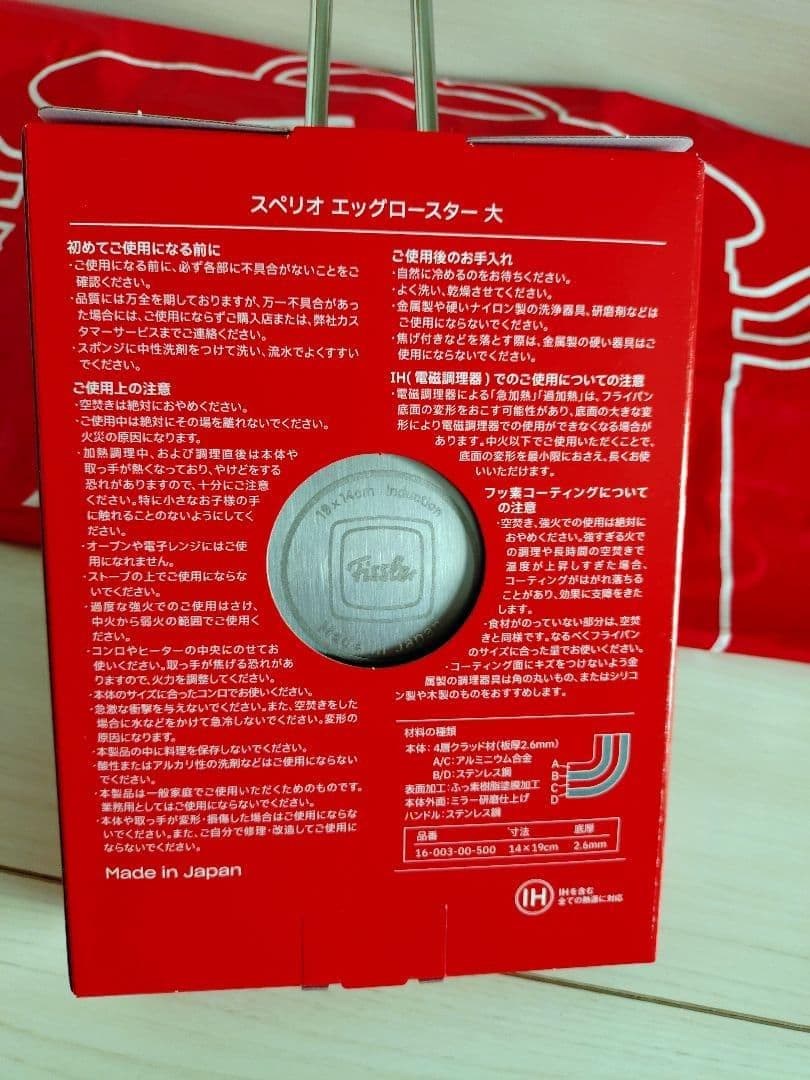 スペリオ エッグロースター 大
初めてご使用になる前に
・ご使用になる前に、必ず各部に不具合がないことをご
確認ください。
・品質には万全を期しておりますが、万一不具合があっ
た場合には、ご使用にならずご購入店または、弊社カス
タマーサービスまでご連絡ください。
・スポンジに中性洗剤をつけて洗い、流水でよくすすい
でください。
ご使用上の注意
・空焚きは絶対におやめください。
・ご使用中は絶対にその場を離れないでください。
火災の原因になります。
・加熱調理中、および調理直後は本体や
取っ手が熱くなっており、やけどをする
恐れがありますので、十分にご注意
ください。特に小さなお子様の手
に触れることのないようにしてく
ださい。
・オーブンや電子レンジにはご使
用になれません。
・ストーブの上でご使用にならな
いでください。
・過度な強火でのご使用はさけ、
中火から弱火の範囲でご使用く
ださい。
・コンロやヒーターの中央にのせてお
使いください。取っ手が焦げる恐れがあ
りますので、火力を調整してください。
・本体のサイズに合ったコンロでお使いください。
・急激な衝撃を与えないでください。また、空焚きをした
場合に水などをかけて急冷しないでください。変形の
原因になります。
・本製品の中に料理を保存しないでください。
・酸性またはアルカリ性の洗剤などはご使用にならない
でください。
・本製品は一般家庭でご使用いただくためのものです。
業務用としてはご使用にならないでください。
・本体や取っ手が変形・損傷した場合はご使用にならな
いでください。また、ご自分で修理・改造してご使用に
ならないでください。
Made in Japan
ご使用後のお手入れ
・自然に冷めるのをお待ちください。
・よく洗い、乾燥させてください。
・金属製や硬いナイロン製の洗浄器具、研磨剤などは
ご使用にならないでください。
・焦げ付きなどを落とす際は、金属製の硬い器具はご
使用にならないでください。
IH(電磁調理器)でのご使用についての注意
・電磁調理器による「急加熱」「過加熱」は、フライパン
底面の変形をおこす可能性があり、底面の大きな変
形により電磁調理器での使用ができなくなる場合が
あります。中火以下でご使用いただくことで、
底面の変形を最小限におさえ、長くお使
いいただけます。
フッ素コーティングについて
の注意
・空焚き、強火での使用は絶対に
おやめください。強すぎる火で
の調理や長時間の空焚きで
温度が上昇しすぎた場合、
コーティングがはがれ落ちる
ことがあり、効果に支障をきた
します。
・食材がのっていない部分は、空焚
きと同様です。なるべくフライパン
のサイズに合った量でお使いください。
・コーティング面にキズをつけないよう金
属製の調理器具は角の丸いもの、またはシリコ
ン製や木製のものをおすすめします。
18×14cm Induction
Fissler
Made in Japan
材料の種類
本体:4層クラッド材(板厚2.6mm)
A/C:アルミニウム合金
B/D:ステンレス鋼
表面加工:ふっ素樹脂塗膜加工
本体外面:ミラー研磨仕上げ
ハンドル:ステンレス鋼
A
B
C
D
品番 寸法 底厚
16-003-00-500 14×19cm 2.6mm
IH
IHを含む
全ての熱源に対応